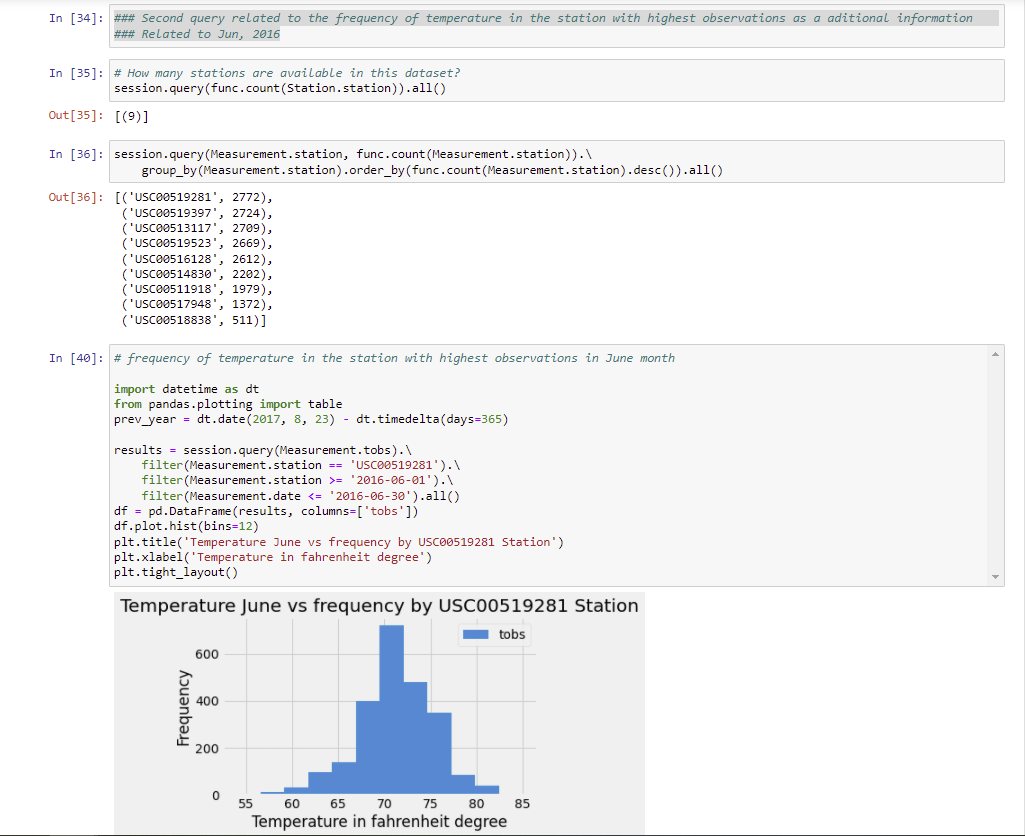 In [34]: ### Second query related to the frequency of temperature in the station with highest observations as a aditional information
### Related to Jun, 2016
In [35]: # How many stations are available in this dataset?
session.query(func.count(Station.station)).all()
Out[35]: [(9)]
In [36]: session.query(Measurement.station, func.count(Measurement.station)).\
group_by(Measurement.station).order_by(func.count(Measurement.station).desc()).all()
Out[36]: [('USC00519281', 2772),
('USC00519397', 2724),
('USC00513117', 2709),
('USC00519523', 2669),
('USC00516128', 2612),
('USC00514830', 2202),
('USC00511918', 1979),
('USC00517948', 1372),
('USC00518838', 511)]
In [40]: # frequency of temperature in the station with highest observations in June month
import datetime as dt
from pandas.plotting import table
prev_year = dt.date(2017, 8, 23) - dt.timedelta(days=365)
results = session.query(Measurement.tobs).\
filter(Measurement.station == 'USC00519281').\
filter(Measurement.station >= '2016-06-01').\
filter(Measurement.date <= '2016-06-30').all()
df = pd.DataFrame(results, columns=['tobs'])
df.plot.hist(bins=12)
plt.title('Temperature June vs frequency by USC00519281 Station')
plt.xlabel('Temperature in fahrenheit degree')
plt.tight_layout()
Temperature June vs frequency by USC00519281 Station
tobs
Frequency
600
400
200
0
55 60 65 70 75 80 85
Temperature in fahrenheit degree